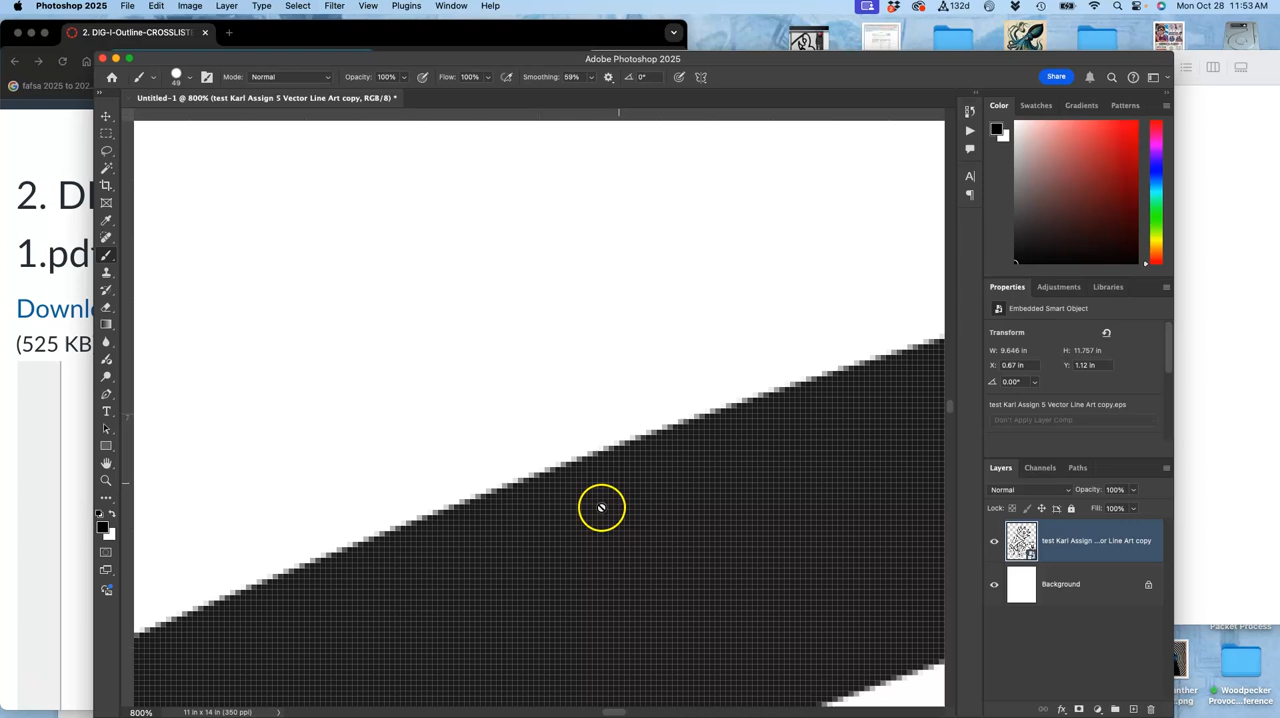 Photoshop 2025 File Edit Image Layer Type Select Filter View Plugins Window Help 132d Mon Oct 28 11:53 AM
2. DIG-I-Outline-CROSSLIST
Adobe Photoshop 2025
49 Mode: Normal Opacity: 100% Flow: 100% Smoothing: 59% 0° Share
fafsa 2025 to 202
Untitled-1 @ 800% (test Karl Assign 5 Vector Line Art copy, RGB/8) *
Color Swatches Gradients Patterns
2. DI
1.pdf
Downlo
(525 KB
Properties Adjustments Libraries
Embedded Smart Object
Transform
W: 9.646 in H: 11.757 in
X: 0.67 in Y: 1.12 in
0.00°
test Karl Assign 5 Vector Line Art copy.eps
Don't Apply Layer Comp
Layers Channels Paths
Normal Opacity: 100%
Lock: Fill: 100%
test Karl Assign ...or Line Art copy
Background
Packet Process
nther
.png
Woodpecker
Provoc...ference
800% 11 in x 14 in (350 ppi)